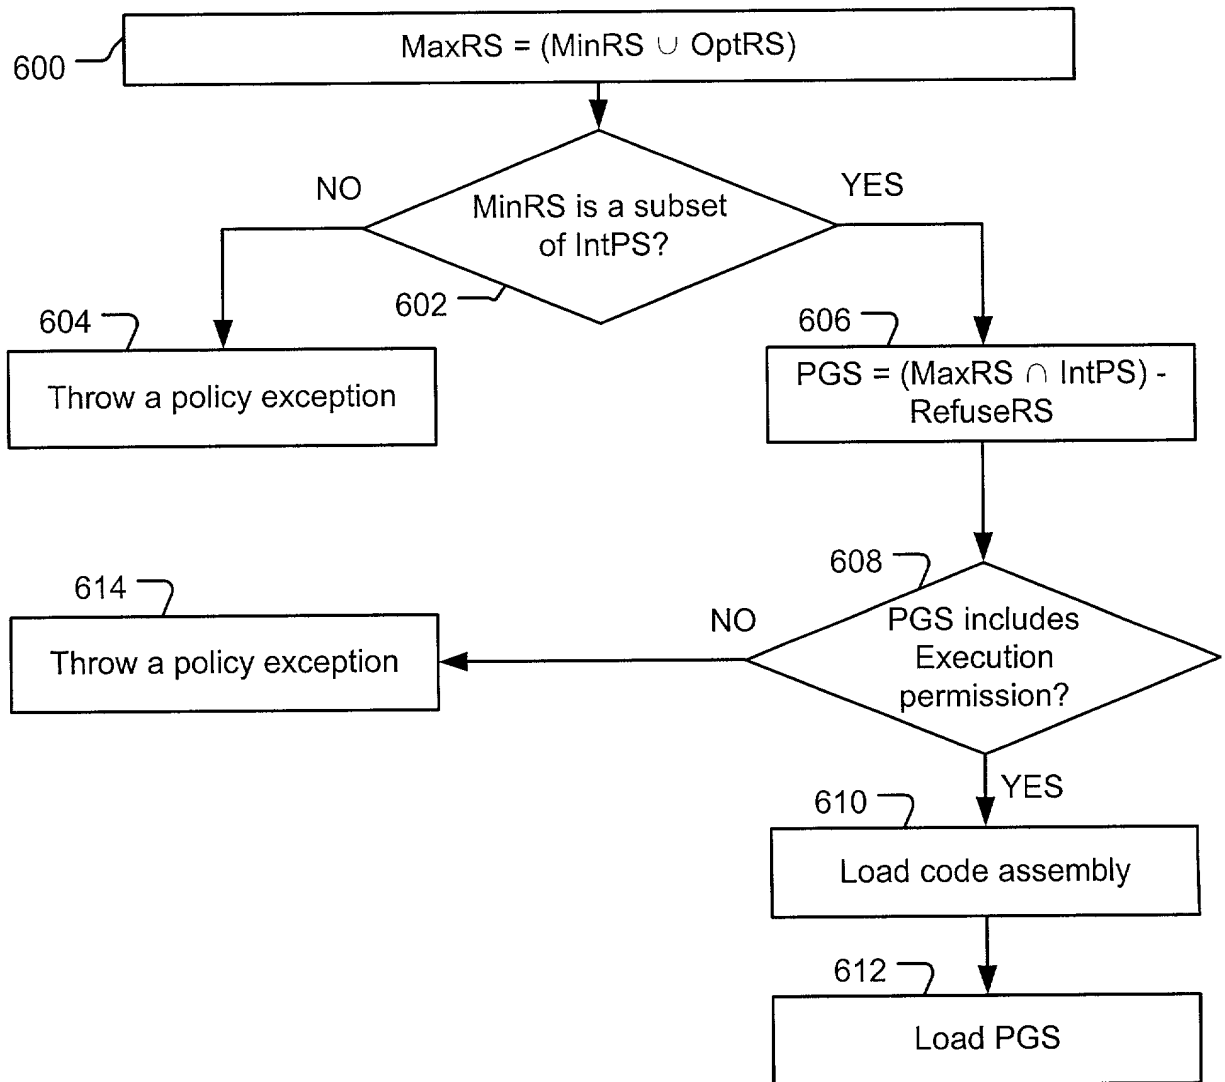 MaxRS = (MinRS ∪ OptRS)
600
NO
YES
MinRS is a subset
of IntPS?
602
604
606
Throw a policy exception
PGS = (MaxRS ∩ IntPS) -
RefuseRS
608
614
NO
PGS includes
Execution
permission?
Throw a policy exception
YES
610
Load code assembly
612
Load PGS